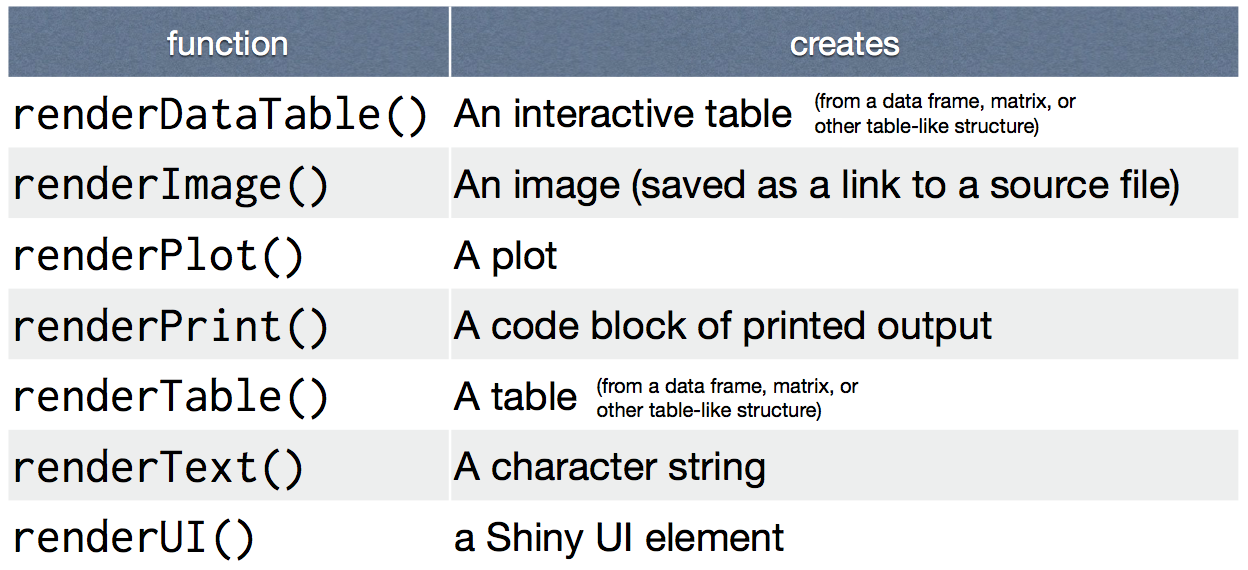 function creates
renderDataTable() An interactive table (from a data frame, matrix, or
other table-like structure)
renderImage() An image (saved as a link to a source file)
renderPlot() A plot
renderPrint() A code block of printed output
renderTable() A table (from a data frame, matrix, or
other table-like structure)
renderText() A character string
renderUI() a Shiny UI element